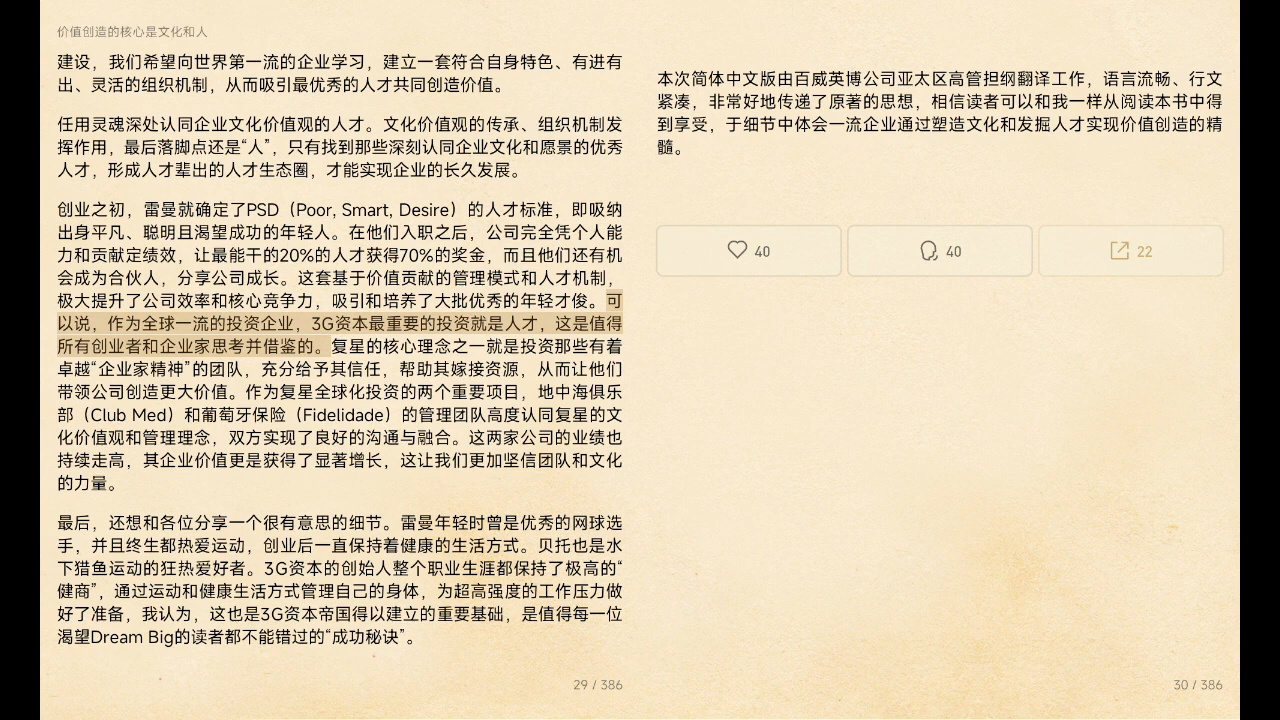 价值创造的核心是文化和人
建设，我们希望向世界第一流的企业学习，建立一套符合自身特色、有进有
出、灵活的组织机制，从而吸引最优秀的人才共同创造价值。
任用灵魂深处认同企业文化价值观的人才。文化价值观的传承、组织机制发
挥作用，最后落脚点还是“人”，只有找到那些深刻认同企业文化和愿景的优秀
人才，形成人才辈出的人才生态圈，才能实现企业的长久发展。
创业之初，雷曼就确定了PSD（Poor, Smart, Desire）的人才标准，即吸纳
出身平凡、聪明且渴望成功的年轻人。在他们入职之后，公司完全凭个人能
力和贡献定绩效，让最能干的20%的人才获得70%的奖金，而且他们还有机
会成为合伙人，分享公司成长。这套基于价值贡献的管理模式和人才机制，
极大提升了公司效率和核心竞争力，吸引和培养了大批优秀的年轻才俊。可
以说，作为全球一流的投资企业，3G资本最重要的投资就是人才，这是值得
所有创业者和企业家思考并借鉴的。复星的核心理念之一就是投资那些有着
卓越“企业家精神”的团队，充分给予其信任，帮助其嫁接资源，从而让他们
带领公司创造更大价值。作为复星全球化投资的两个重要项目，地中海俱乐
部（Club Med）和葡萄牙保险（Fidelidade）的管理团队高度认同复星的文
化价值观和管理理念，双方实现了良好的沟通与融合。这两家公司的业绩也
持续走高，其企业价值更是获得了显著增长，这让我们更加坚信团队和文化
的力量。
最后，还想和各位分享一个很有意思的细节。雷曼年轻时曾是优秀的网球选
手，并且终生都热爱运动，创业后一直保持着健康的生活方式。贝托也是水
下猎鱼运动的狂热爱好者。3G资本的创始人整个职业生涯都保持了极高的“
健商”，通过运动和健康生活方式管理自己的身体，为超高强度的工作压力做
好了准备，我认为，这也是3G资本帝国得以建立的重要基础，是值得每一位
渴望Dream Big的读者都不能错过的“成功秘诀”。
29 / 386
本次简体中文版由百威英博公司亚太区高管担纲翻译工作，语言流畅、行文
紧凑，非常好地传递了原著的思想，相信读者可以和我一样从阅读本书中得
到享受，于细节中体会一流企业通过塑造文化和发掘人才实现价值创造的精
髓。
40
40
22
30 / 386